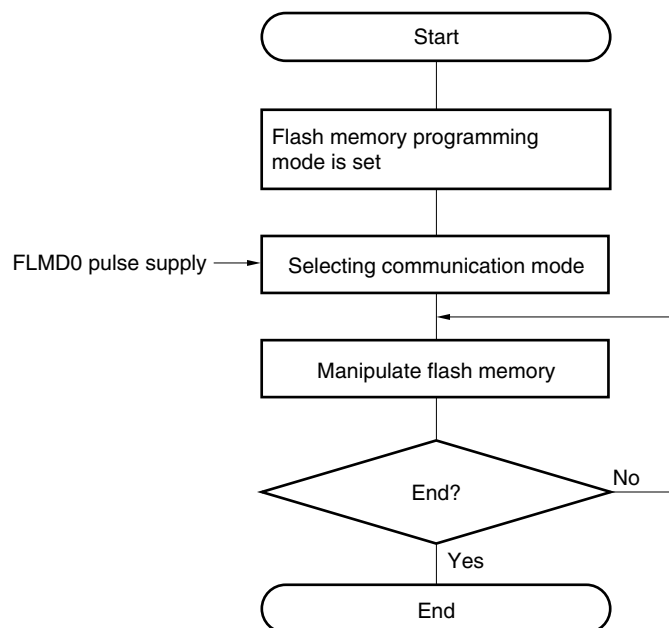 Start
Flash memory programming
mode is set
FLMD0 pulse supply
Selecting communication mode
Manipulate flash memory
End?
No
Yes
End